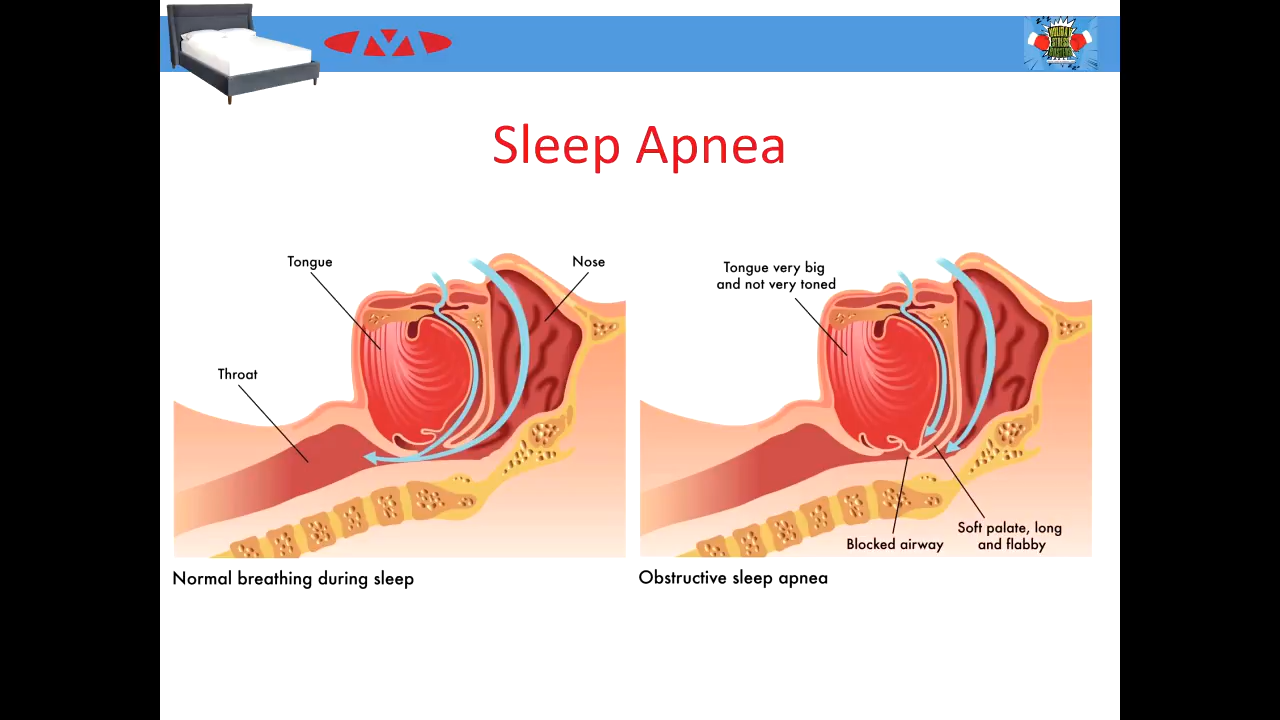 Sleep Apnea
Tongue
Nose
Throat
Normal breathing during sleep
Tongue very big
and not very toned
Blocked airway
Soft palate, long
and flabby
Obstructive sleep apnea